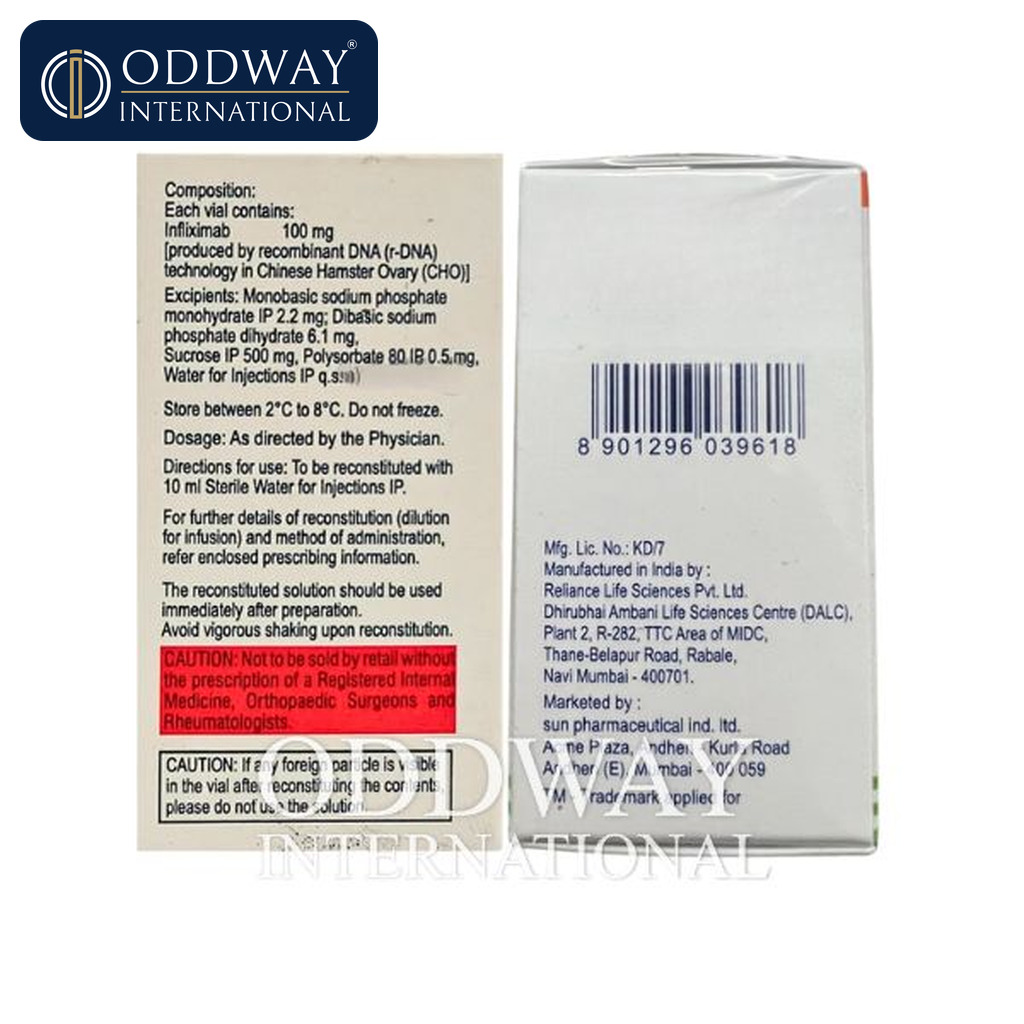 ODDWAY®
INTERNATIONAL
Composition:
Each vial contains:
Infliximab 100 mg
[produced by recombinant DNA (r-DNA)
technology in Chinese Hamster Ovary (CHO)]
Excipients: Monobasic sodium phosphate
monohydrate IP 2.2 mg; Dibasic sodium
phosphate dihydrate 6.1 mg,
Sucrose IP 500 mg, Polysorbate 80 IP 0.5 mg,
Water for Injections IP q.s.
Store between 2°C to 8°C. Do not freeze.
Dosage: As directed by the Physician.
Directions for use: To be reconstituted with
10 ml Sterile Water for Injections IP.
For further details of reconstitution (dilution
for infusion) and method of administration,
refer enclosed prescribing information.
The reconstituted solution should be used
immediately after preparation.
Avoid vigorous shaking upon reconstitution.
CAUTION: Not to be sold by retail without
the prescription of a Registered Internal
Medicine, Orthopaedic Surgeons and
Rheumatologists.
CAUTION: If any foreign particle is visible
in the vial after reconstituting the contents,
please do not use the solution.
8 901296 039618
Mfg. Lic. No.: KD/7
Manufactured in India by :
Reliance Life Sciences Pvt. Ltd.
Dhirubhai Ambani Life Sciences Centre (DALC),
Plant 2, R-282, TTC Area of MIDC,
Thane-Belapur Road, Rabale,
Navi Mumbai - 400701.
Marketed by :
sun pharmaceutical ind. ltd.
Acme Plaza, Andheri - Kurla Road
Andheri (E), Mumbai - 400 059
TM - Trademark applied for
ODDWAY
INTERNATIONAL